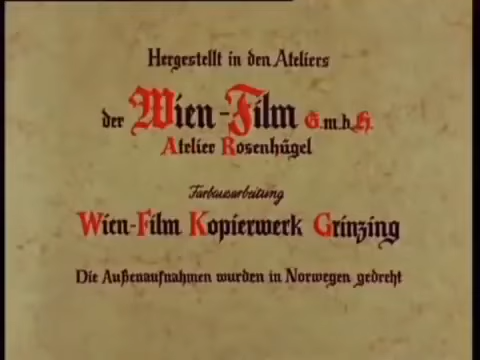 Hergestellt in den Ateliers
der Wien-Film G.m.b.H.
Atelier Rosenhügel
Farbausarbeitung
Wien-Film Kopierwerk Grinzing
Die Außenaufnahmen wurden in Norwegen gedreht